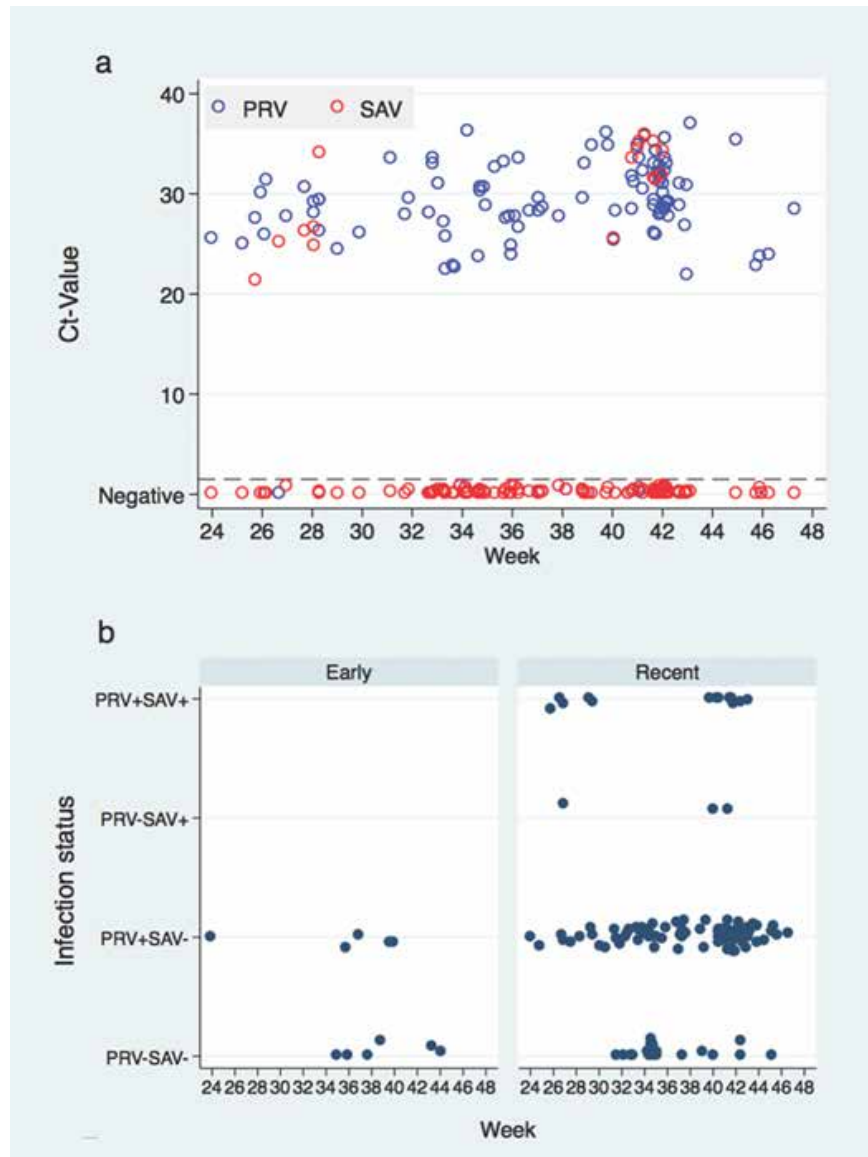 a
PRV SAV
Ct-Value
40
30
20
10
Negative
24 26 28 30 32 34 36 38 40 42 44 46 48
Week
b
Early Recent
Infection status
PRV+SAV+
PRV-SAV+
PRV+SAV-
PRV-SAV-
24 26 28 30 32 34 36 38 40 42 44 46 48 24 26 28 30 32 34 36 38 40 42 44 46 48
Week